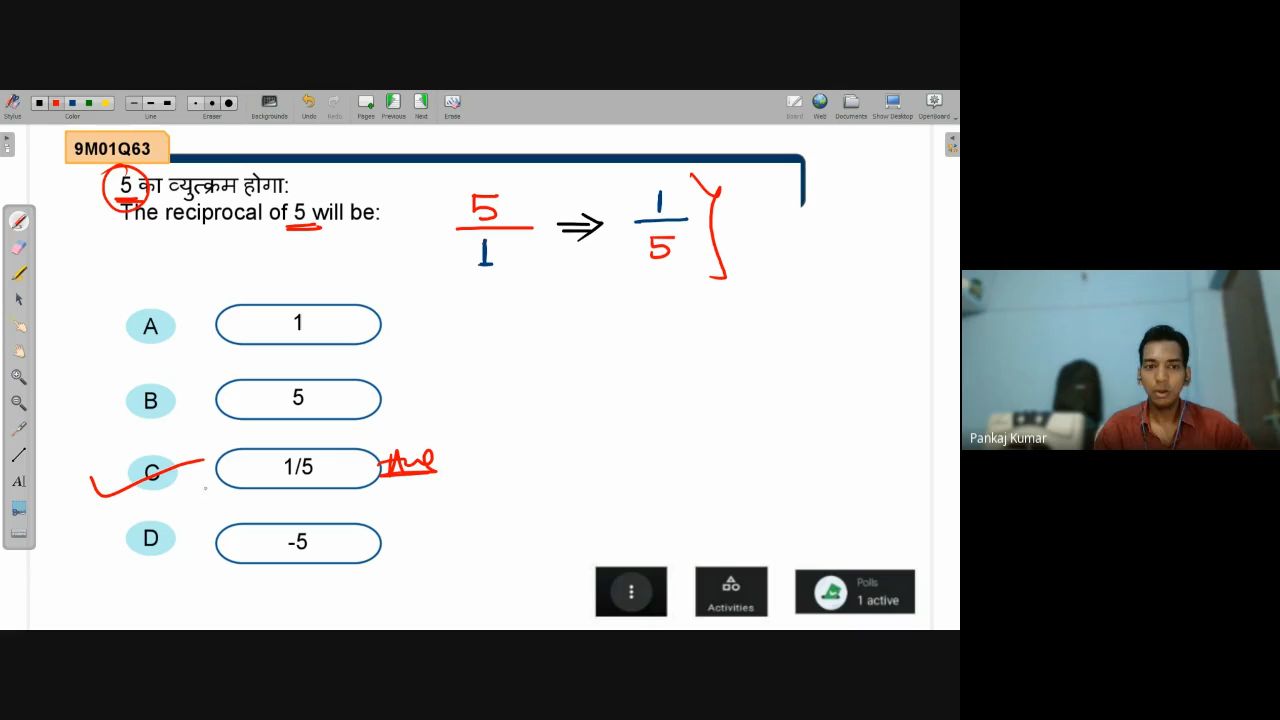 Stylus
Color
Line
Eraser
Backgrounds
Undo
Redo
Pages
Previous
Next
Erase
Board
Web
Documents
Show Desktop
OpenBoard
9M01Q63
5 का व्युत्क्रम होगा:
The reciprocal of 5 will be:
5
1
⇒
1
5
A
1
B
5
C
1/5
Ans
D
-5
Activities
Polls
1 active
Pankaj Kumar